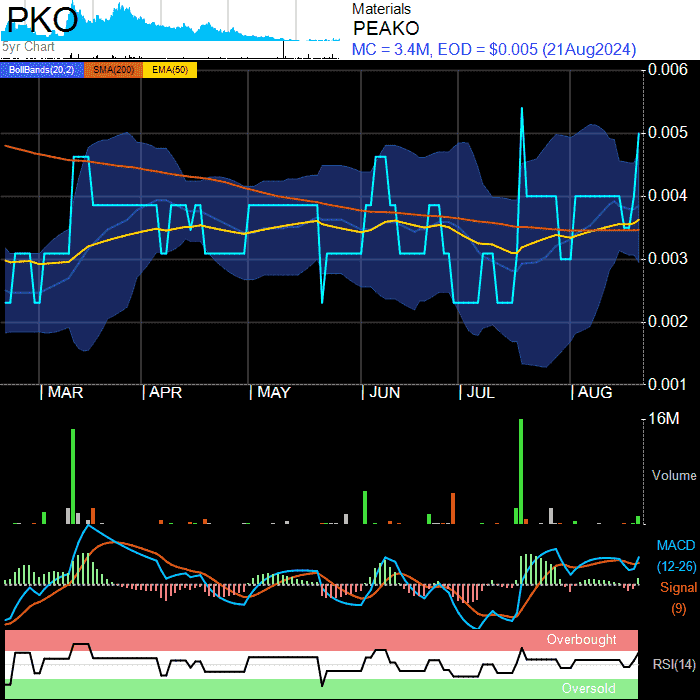 PKO
5yr Chart
Materials
PEAKO
MC = 3.4M, EOD = $0.005 (21Aug2024)
BollBands(20,2) SMA(200) EMA(50)
0.006
0.005
0.004
0.003
0.002
0.001
| MAR | APR | MAY | JUN | JUL | AUG
16M
Volume
MACD
(12-26)
Signal
(9)
Overbought
RSI(14)
Oversold